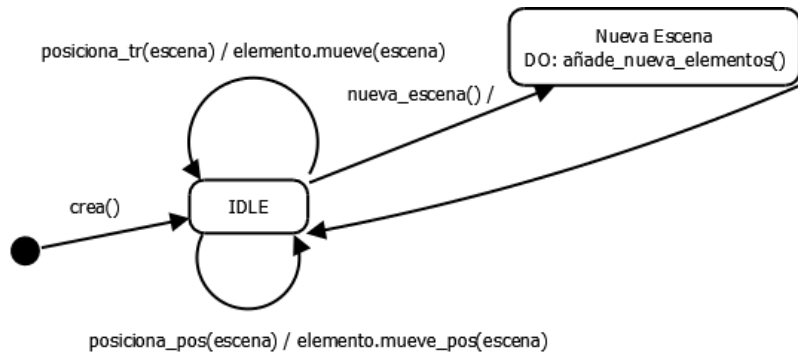 Nueva Escena
DO: añade_nueva_elementos()
posiciona_tr(escena) / elemento.mueve(escena)
nueva_escena() /
crea()
IDLE
posiciona_pos(escena) / elemento.mueve_pos(escena)